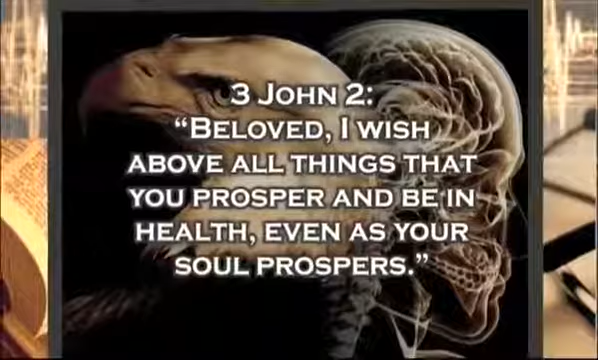 3 John 2:
“Beloved, I wish
above all things that
you prosper and be in
health, even as your
soul prospers.”